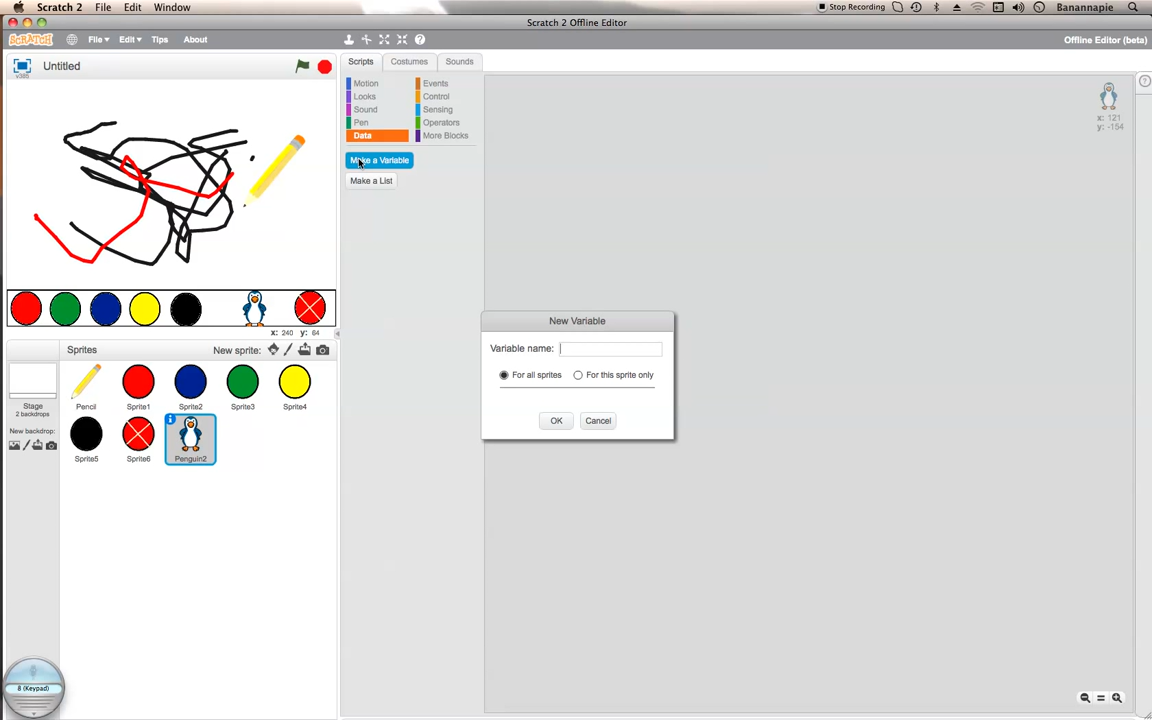 Scratch 2 File Edit Window Stop Recording Banannapie
Scratch 2 Offline Editor
SCRATCH File Edit Tips About Offline Editor (beta)
v385 Untitled
Scripts Costumes Sounds
Motion Events
Looks Control
Sound Sensing
Pen Operators
Data More Blocks
Make a Variable
Make a List
x: 121
y: -154
New Variable
Variable name:
For all sprites For this sprite only
OK Cancel
x: 240 y: 64
Sprites New sprite:
Pencil Sprite1 Sprite2 Sprite3 Sprite4
Stage
2 backdrops
New backdrop:
Sprite5 Sprite6 Penguin2
8 (Keypad)